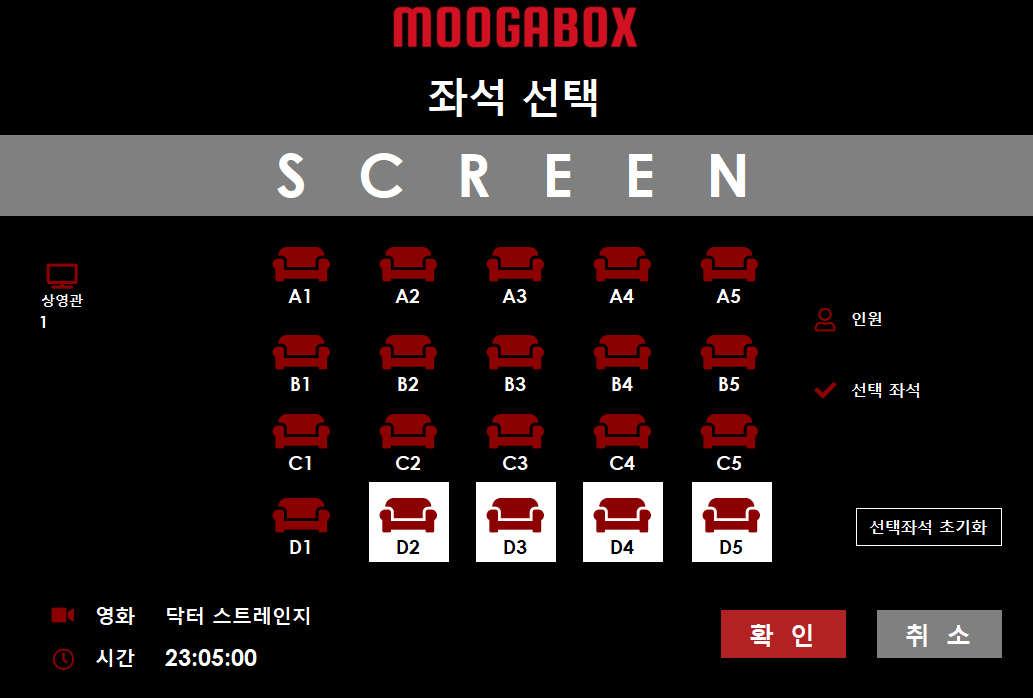 MOOGABOX
좌석 선택
S C R E E N
상영관
1
A1 A2 A3 A4 A5
인원
B1 B2 B3 B4 B5
선택 좌석
C1 C2 C3 C4 C5
D1 D2 D3 D4 D5
선택좌석 초기화
영화 닥터 스트레인지
시간 23:05:00
확 인
취 소